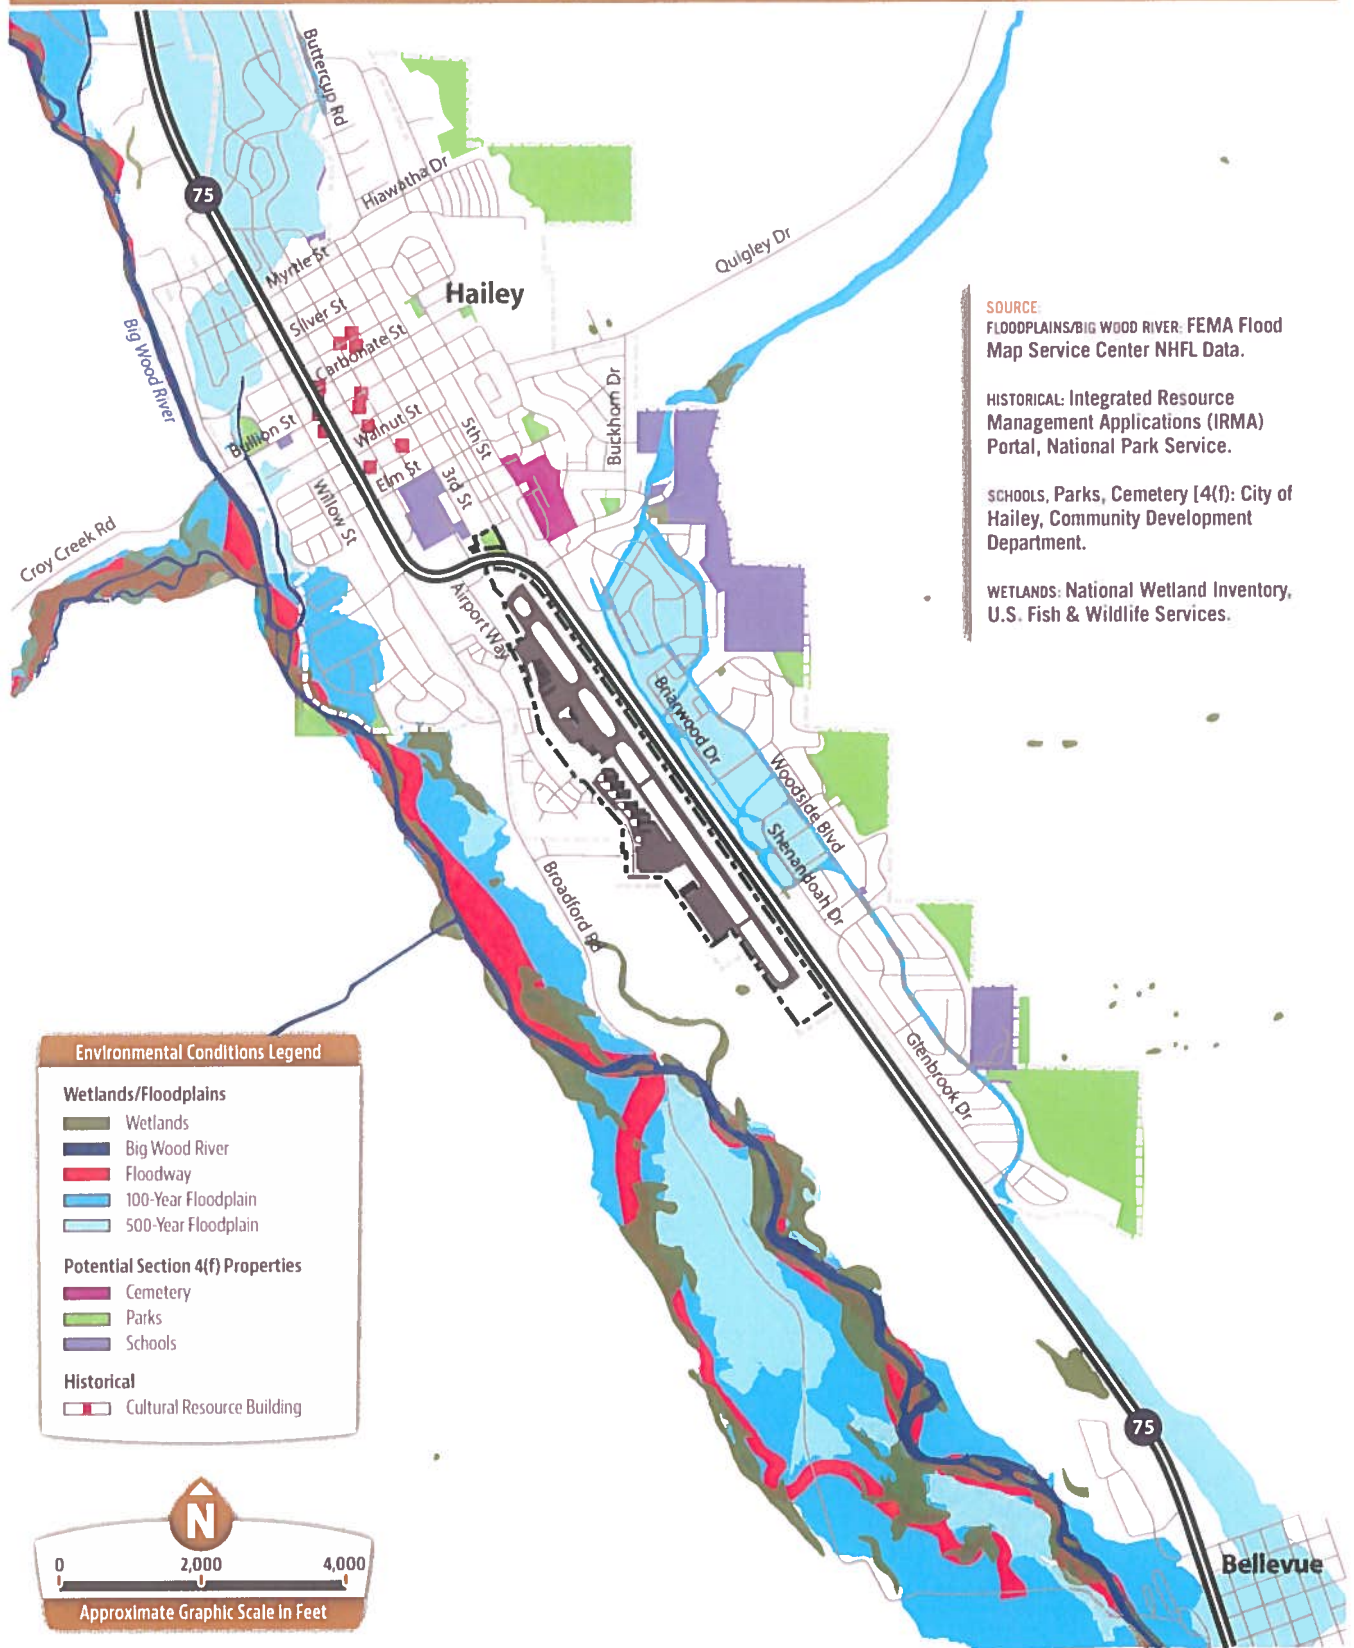 Buttercup Rd
75
Hiawatha Dr
Myrtle St
Quigley Dr
Hailey
Silver St
Carbonate St
Big Wood River
Bullion St
Walnut St
Buckhorn Dr
5th St
Elm St
3rd St
Willow St
Croy Creek Rd
Airport Way
Briarwood Dr
Woodside Blvd
Shenandoah Dr
Broadford Rd
Glenbrook Dr
75
Bellevue
SOURCE:
FLOODPLAINS/BIG WOOD RIVER: FEMA Flood
Map Service Center NHFL Data.
HISTORICAL: Integrated Resource
Management Applications (IRMA)
Portal, National Park Service.
SCHOOLS, Parks, Cemetery [4(f): City of
Hailey, Community Development
Department.
WETLANDS: National Wetland Inventory,
U.S. Fish & Wildlife Services.
Environmental Conditions Legend
Wetlands/Floodplains
Wetlands
Big Wood River
Floodway
100-Year Floodplain
500-Year Floodplain
Potential Section 4(f) Properties
Cemetery
Parks
Schools
Historical
Cultural Resource Building
N
0 2,000 4,000
Approximate Graphic Scale in Feet